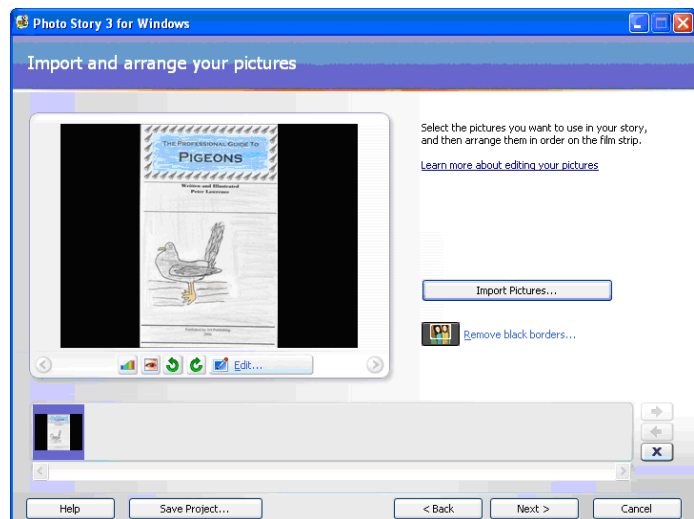 Photo Story 3 for Windows
Import and arrange your pictures
THE PROFESSIONAL GUIDE TO
PIGEONS
Written and Illustrated
Peter Lawrence
Select the pictures you want to use in your story,
and then arrange them in order on the film strip.
Learn more about editing your pictures
Import Pictures...
Remove black borders...
Edit...
Help
Save Project...
< Back
Next >
Cancel